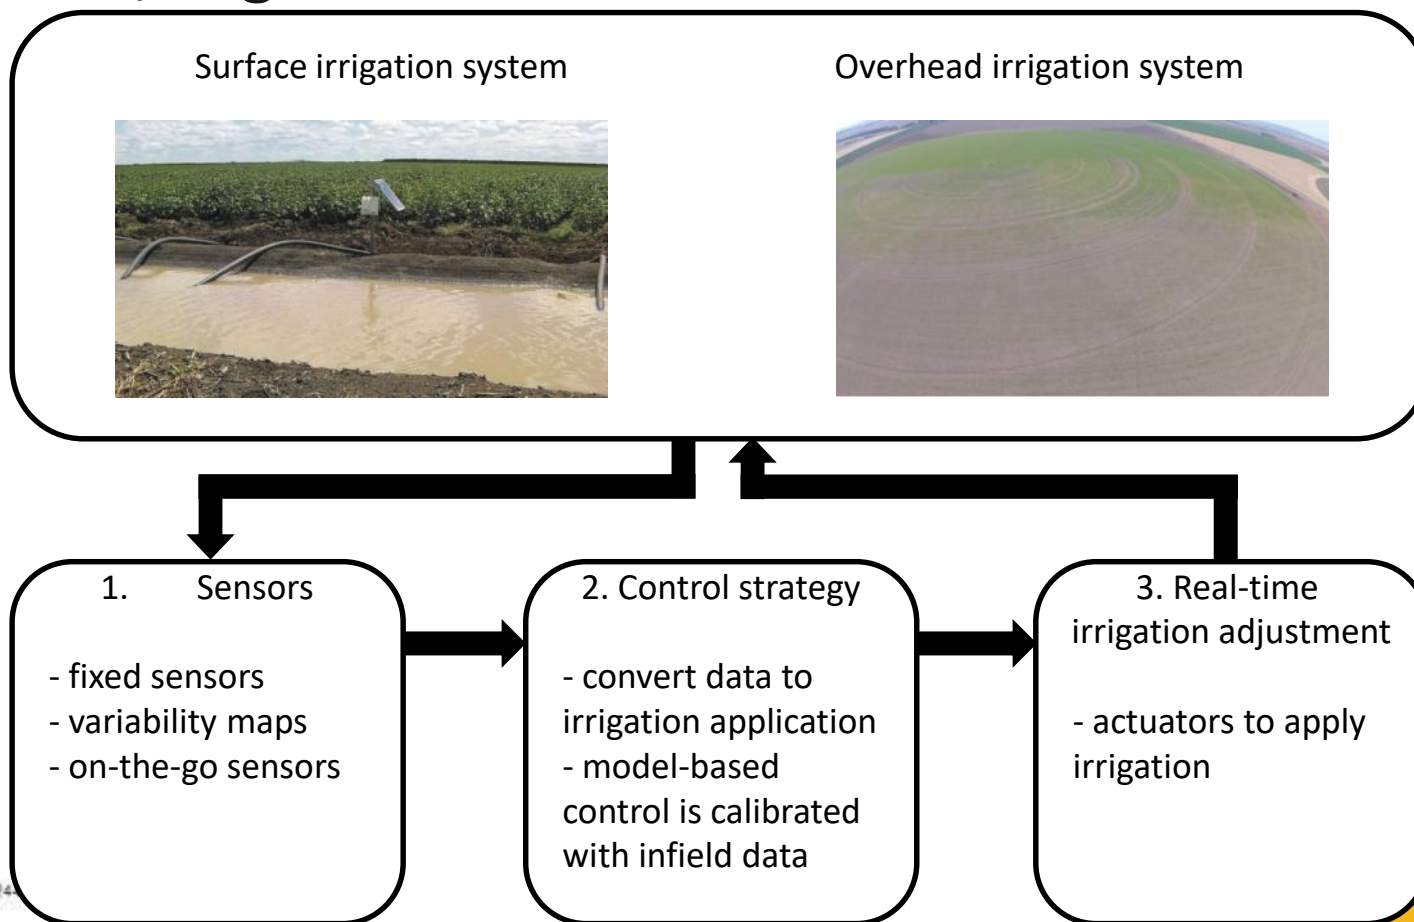 Surface irrigation system
Overhead irrigation system
1. Sensors
- fixed sensors
- variability maps
- on-the-go sensors
2. Control strategy
- convert data to
irrigation application
- model-based
control is calibrated
with infield data
3. Real-time
irrigation adjustment
- actuators to apply
irrigation